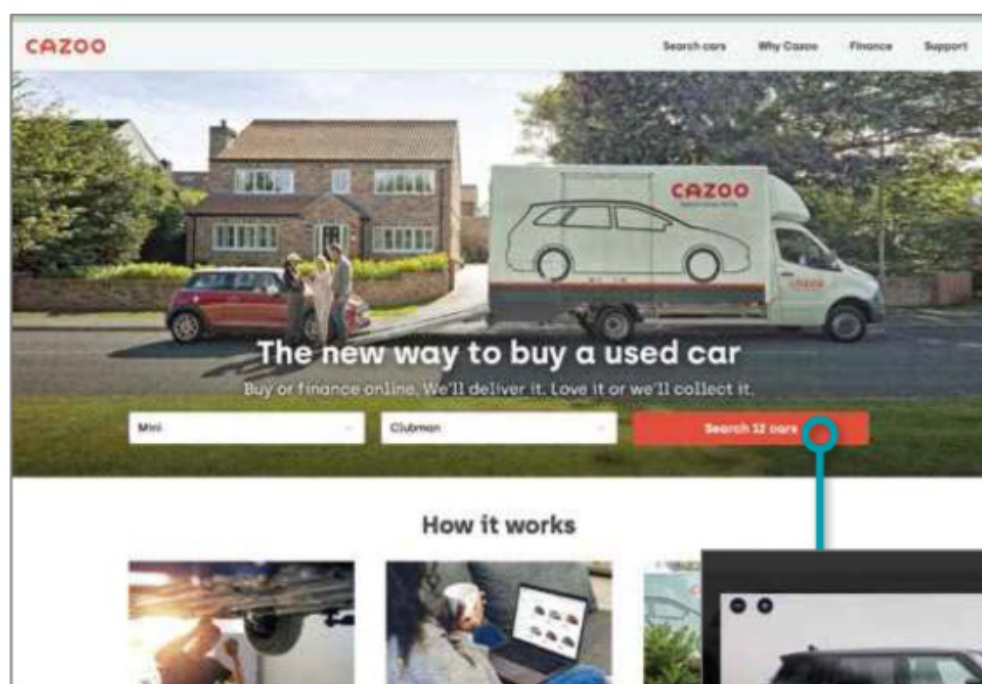 CAZOO
Search cars Why Cazoo Finance Support
CAZOO
CAZOO
The new way to buy a used car
Buy or finance online. We'll deliver it. Love it or we'll collect it.
Mini Clubman Search 12 cars
How it works